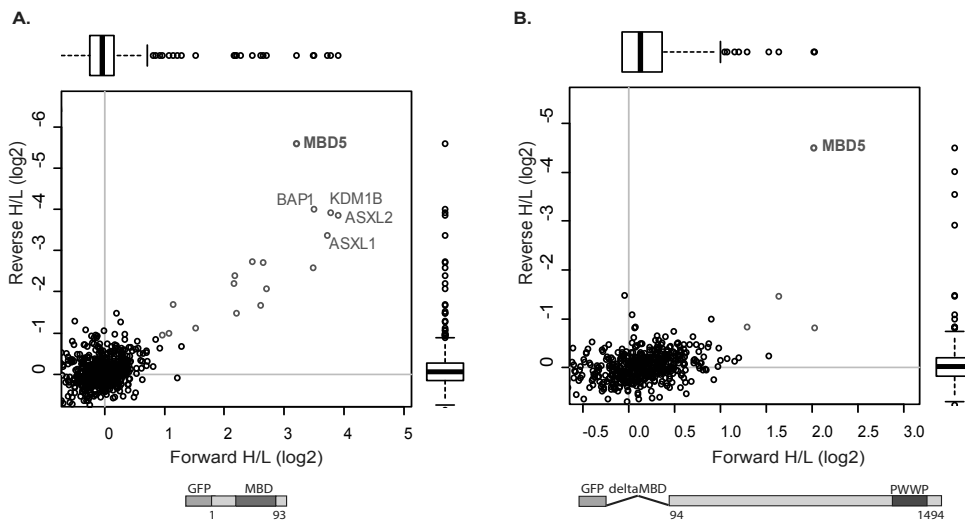 A.
-6
-5
-4
-3
-2
-1
0
Reverse H/L (log2)
MBD5
BAP1
KDM1B
ASXL2
ASXL1
0 1 2 3 4 5
Forward H/L (log2)
GFP MBD
1 93
B.
-5
-4
-3
-2
-1
0
Reverse H/L (log2)
MBD5
-0.5 0.0 0.5 1.0 1.5 2.0 2.5 3.0
Forward H/L (log2)
GFP deltaMBD PWWP
94 1494